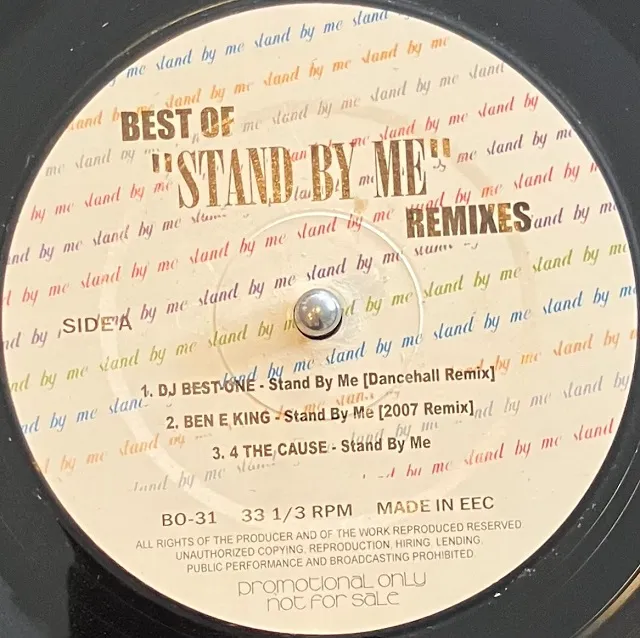 BEST OF
"STAND BY ME"
REMIXES
SIDE A
1. DJ BEST-ONE - Stand By Me [Dancehall Remix]
2. BEN E KING - Stand By Me [2007 Remix]
3. 4 THE CAUSE - Stand By Me
BO-31 33 1/3 RPM MADE IN EEC
ALL RIGHTS OF THE PRODUCER AND OF THE WORK REPRODUCED RESERVED
UNAUTHORIZED COPYING, REPRODUCTION, HIRING, LENDING,
PUBLIC PERFORMANCE AND BROADCASTING PROHIBITED
promotional only
not for sale